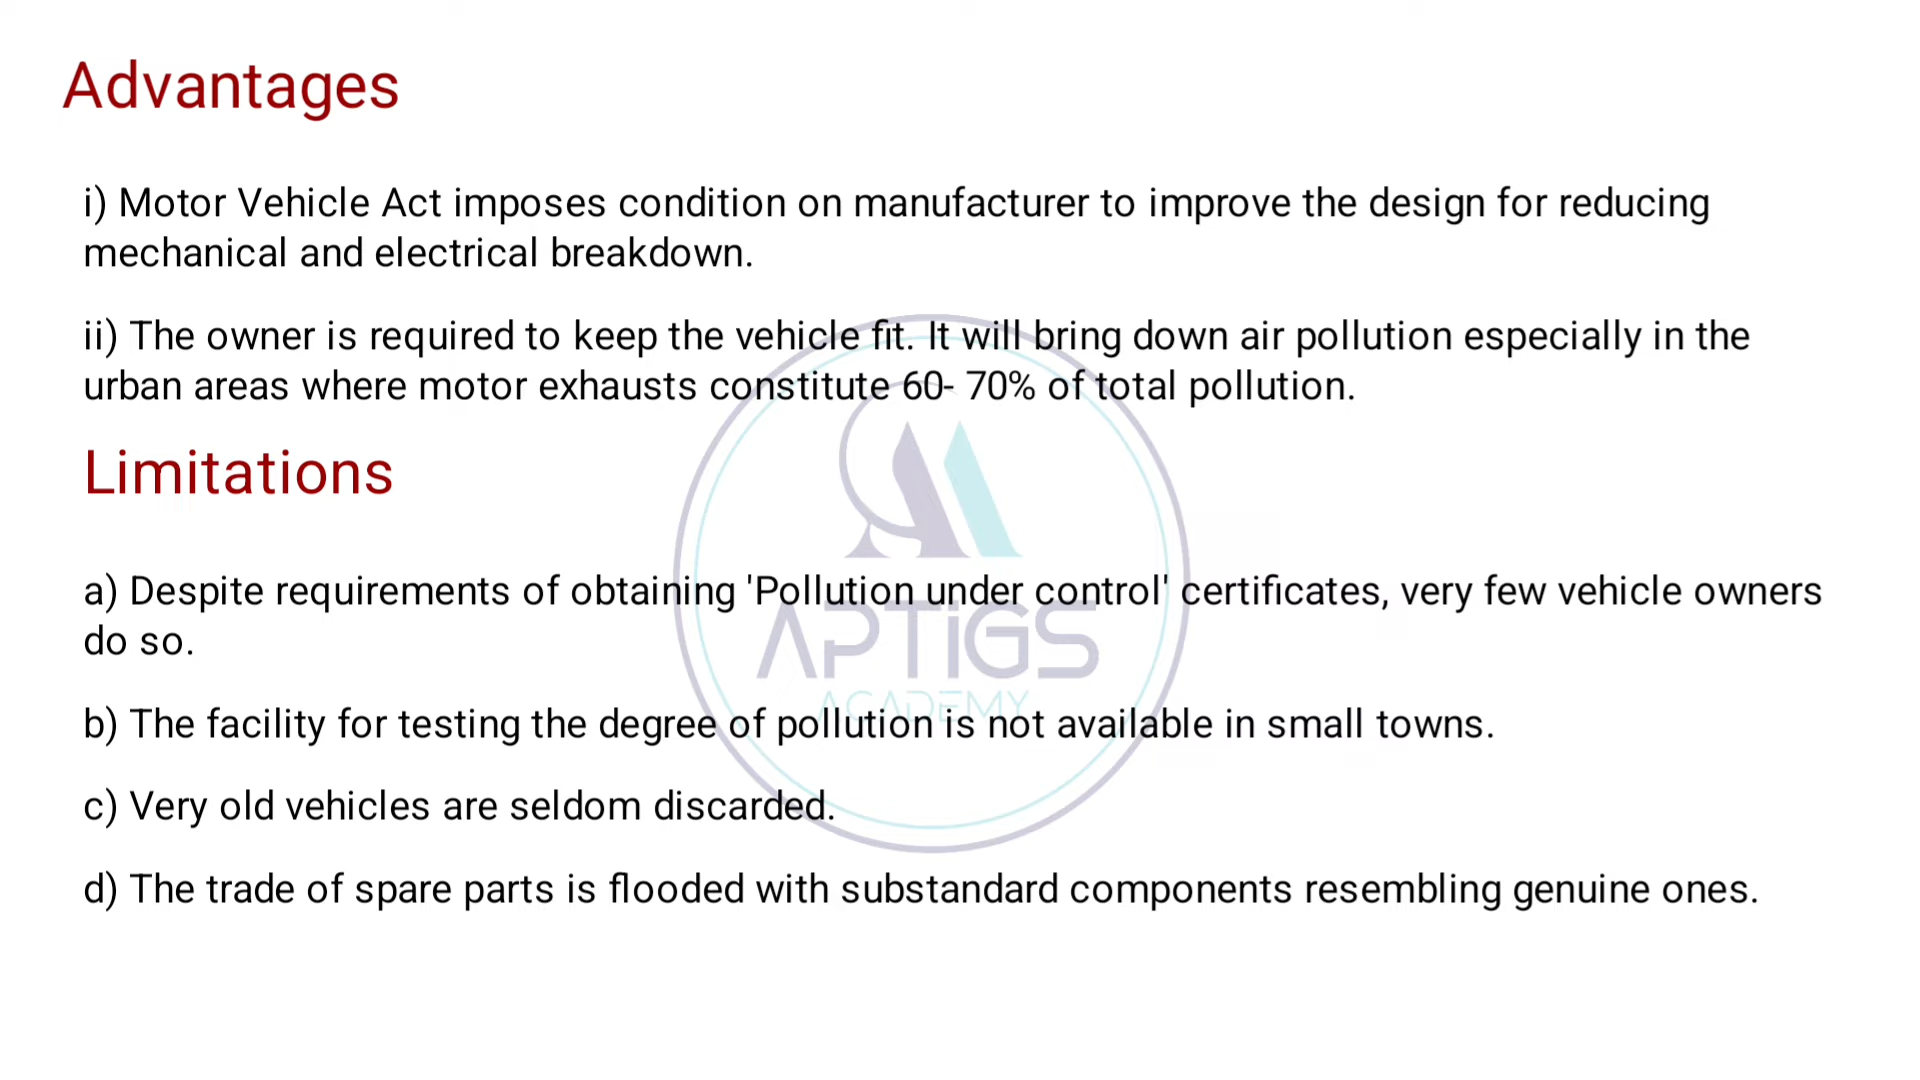 Advantages
i) Motor Vehicle Act imposes condition on manufacturer to improve the design for reducing
mechanical and electrical breakdown.
ii) The owner is required to keep the vehicle fit. It will bring down air pollution especially in the
urban areas where motor exhausts constitute 60- 70% of total pollution.
Limitations
a) Despite requirements of obtaining 'Pollution under control' certificates, very few vehicle owners
do so.
APTiGS
ACADEMY
b) The facility for testing the degree of pollution is not available in small towns.
c) Very old vehicles are seldom discarded.
d) The trade of spare parts is flooded with substandard components resembling genuine ones.